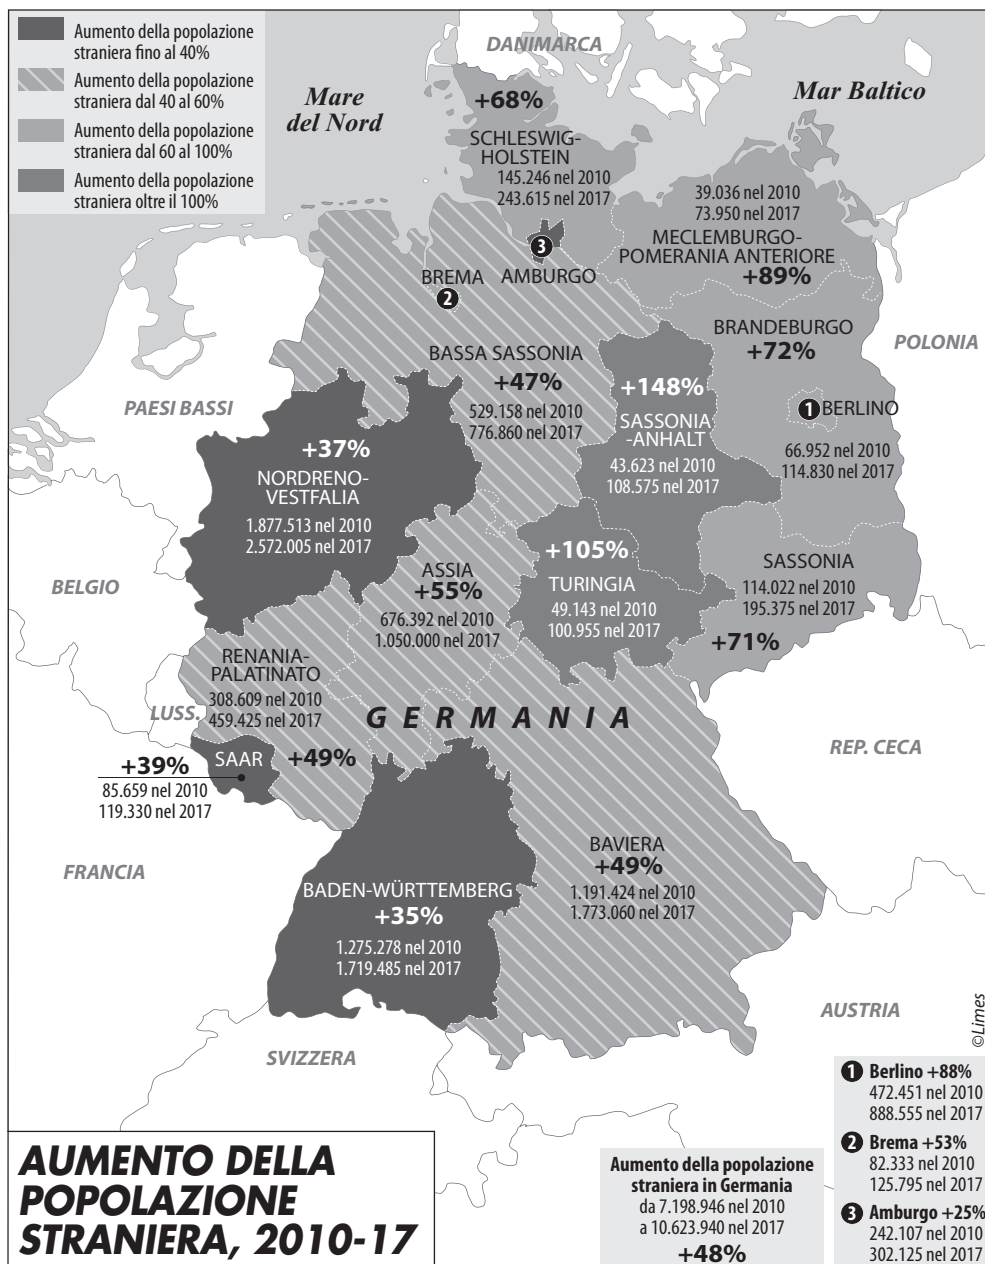 Aumento della popolazione
straniera fino al 40%
Aumento della popolazione
straniera dal 40 al 60%
Aumento della popolazione
straniera dal 60 al 100%
Aumento della popolazione
straniera oltre il 100%
DANIMARCA
Mare
del Nord
Mar Baltico
+68%
SCHLESWIG-
HOLSTEIN
145.246 nel 2010
243.615 nel 2017
39.036 nel 2010
73.950 nel 2017
MECLEMBURGO-
POMERANIA ANTERIORE
+89%
3
AMBURGO
BREMA
2
BRANDEBURGO
+72%
POLONIA
BASSA SASSONIA
+47%
529.158 nel 2010
776.860 nel 2017
+148%
SASSONIA
-ANHALT
43.623 nel 2010
108.575 nel 2017
1 BERLINO
66.952 nel 2010
114.830 nel 2017
PAESI BASSI
+37%
NORDRENO-
VESTFALIA
1.877.513 nel 2010
2.572.005 nel 2017
BELGIO
ASSIA
+55%
676.392 nel 2010
1.050.000 nel 2017
+105%
TURINGIA
49.143 nel 2010
100.955 nel 2017
SASSONIA
114.022 nel 2010
195.375 nel 2017
+71%
RENANIA-
PALATINATO
308.609 nel 2010
459.425 nel 2017
+49%
LUSS.
GERMANIA
REP. CECA
SAAR
+39%
85.659 nel 2010
119.330 nel 2017
FRANCIA
BAVIERA
+49%
1.191.424 nel 2010
1.773.060 nel 2017
BADEN-WÜRTTEMBERG
+35%
1.275.278 nel 2010
1.719.485 nel 2017
AUSTRIA
SVIZZERA
©Limes
1 Berlino +88%
472.451 nel 2010
888.555 nel 2017
2 Brema +53%
82.333 nel 2010
125.795 nel 2017
3 Amburgo +25%
242.107 nel 2010
302.125 nel 2017
Aumento della popolazione
straniera in Germania
da 7.198.946 nel 2010
a 10.623.940 nel 2017
+48%
AUMENTO DELLA
POPOLAZIONE
STRANIERA, 2010-17